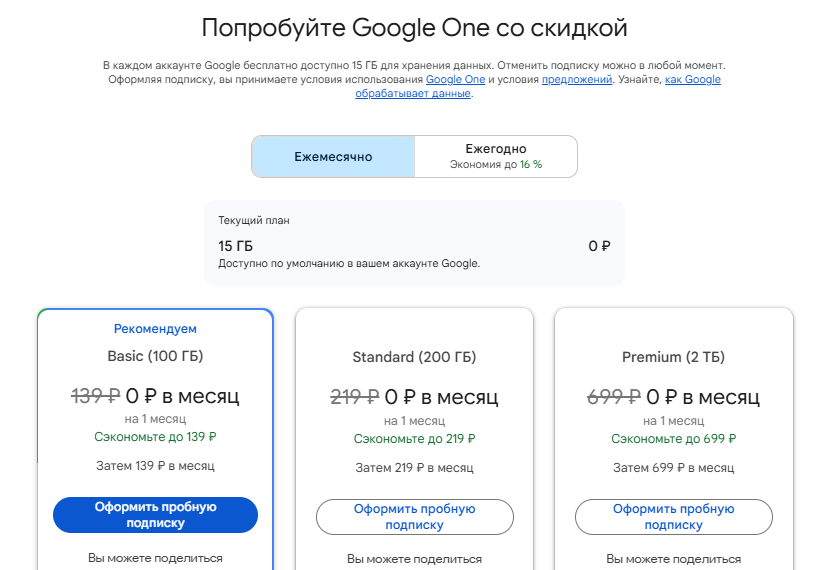 Попробуйте Google One со скидкой
В каждом аккаунте Google бесплатно доступно 15 ГБ для хранения данных. Отменить подписку можно в любой момент.
Оформляя подписку, вы принимаете условия использования Google One и условия предложений. Узнайте, как Google
обрабатывает данные.
Ежемесячно
Ежегодно
Экономия до 16 %
Текущий план
15 ГБ
0 ₽
Доступно по умолчанию в вашем аккаунте Google.
Рекомендуем
Basic (100 ГБ)
139 ₽ 0 ₽ в месяц
на 1 месяц
Сэкономьте до 139 ₽
Затем 139 ₽ в месяц
Оформить пробную
подписку
Вы можете поделиться
Standard (200 ГБ)
219 ₽ 0 ₽ в месяц
на 1 месяц
Сэкономьте до 219 ₽
Затем 219 ₽ в месяц
Оформить пробную
подписку
Вы можете поделиться
Premium (2 ТБ)
699 ₽ 0 ₽ в месяц
на 1 месяц
Сэкономьте до 699 ₽
Затем 699 ₽ в месяц
Оформить пробную
подписку
Вы можете поделиться